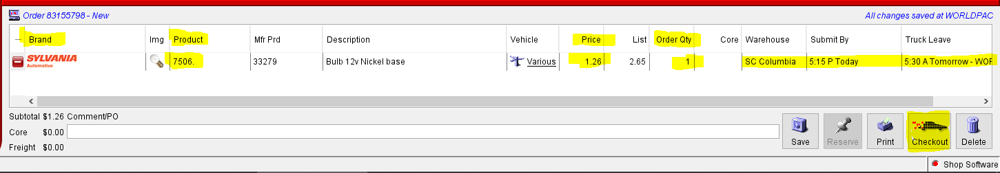 Order 83155798 - New
All changes saved at WORLDPAC
Brand Img Product Mfr Prd Description Vehicle Price List Order Qty Core Warehouse Submit By Truck Leave
SYLVANIA
Automotive
7506. 33279 Bulb 12v Nickel base Various 1.26 2.65 1 SC Columbia 5:15 P Today 5:30 A Tomorrow - WOR
Subtotal $1.26 Comment/PO
Core $0.00
Freight $0.00
Save Reserve Print Checkout Delete
Shop Software